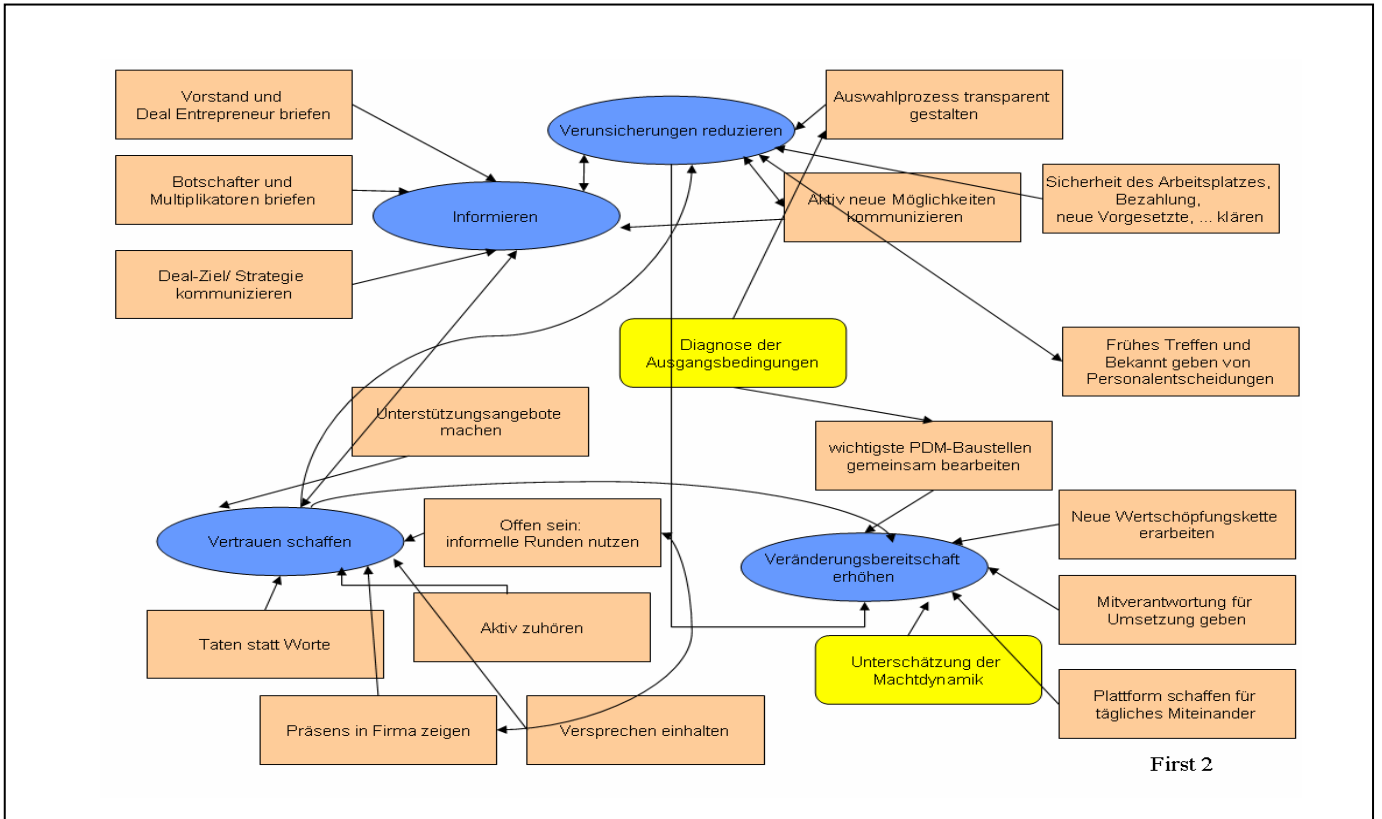 Vorstand und
Deal Entrepreneur briefen
Verunsicherungen reduzieren
Auswahlprozess transparent
gestalten
Botschafter und
Multiplikatoren briefen
Informieren
Aktiv neue Möglichkeiten
kommunizieren
Sicherheit des Arbeitsplatzes,
Bezahlung,
neue Vorgesetzte, ... klären
Deal-Ziel/ Strategie
kommunizieren
Diagnose der
Ausgangsbedingungen
Frühes Treffen und
Bekannt geben von
Personalentscheidungen
Unterstützungsangebote
machen
wichtigste PDM-Baustellen
gemeinsam bearbeiten
Vertrauen schaffen
Offen sein:
informelle Runden nutzen
Veränderungsbereitschaft
erhöhen
Neue Wertschöpfungskette
erarbeiten
Taten statt Worte
Aktiv zuhören
Mitverantwortung für
Umsetzung geben
Unterschätzung der
Machtdynamik
Präsens in Firma zeigen
Versprechen einhalten
Plattform schaffen für
tägliches Miteinander
First 2